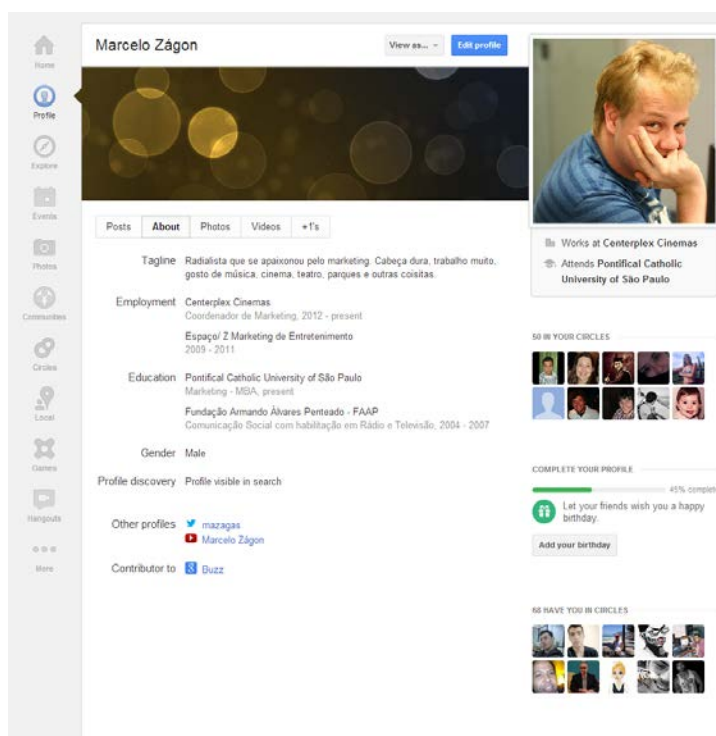 Marcelo Zágon
View as...
Edit profile
Home
Profile
Explore
Events
Photos
Communities
Circles
Local
Games
Hangouts
More
Posts
About
Photos
Videos
+1's
Tagline
Radialista que se apaixonou pelo marketing. Cabeça dura, trabalho muito,
gosto de música, cinema, teatro, parques e outras coisitas.
Employment
Centerplex Cinemas
Coordenador de Marketing, 2012 - present
Espaço/ Z Marketing de Entretenimento
2009 - 2011
Education
Pontifical Catholic University of São Paulo
Marketing - MBA, present
Fundação Armando Álvares Penteado - FAAP
Comunicação Social com habilitação em Rádio e Televisão, 2004 - 2007
Gender
Male
Profile discovery
Profile visible in search
Other profiles
mazagas
Marcelo Zágon
Contributor to
Buzz
Works at Centerplex Cinemas
Attends Pontifical Catholic
University of São Paulo
50 IN YOUR CIRCLES
COMPLETE YOUR PROFILE
45% complet
Let your friends wish you a happy
birthday.
Add your birthday
68 HAVE YOU IN CIRCLES